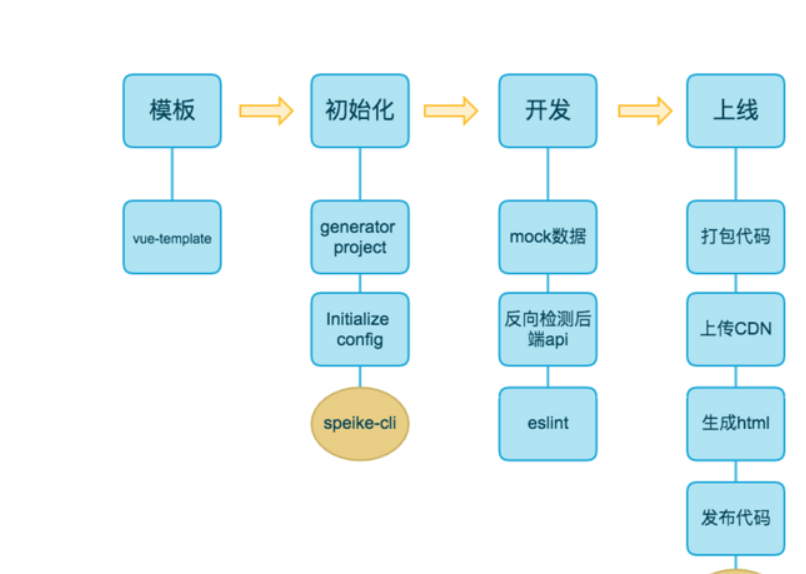 模板
初始化
开发
上线
vue-template
generator
project
mock数据
打包代码
Initialize
config
反向检测后
端api
上传CDN
speike-cli
eslint
生成html
发布代码